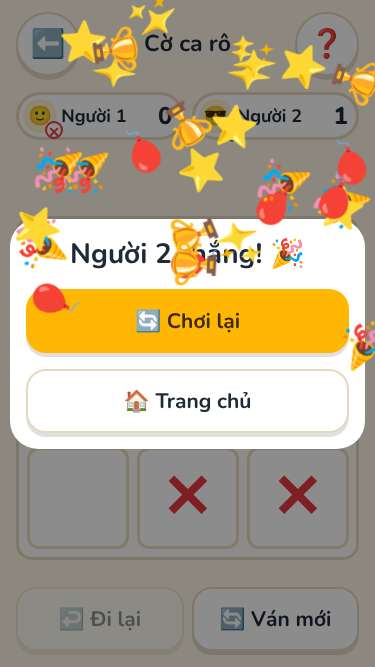 Cờ ca rô
Người 1 0
Người 2 1
Người 2 thắng!
Chơi lại
Trang chủ
Đi lại
Ván mới